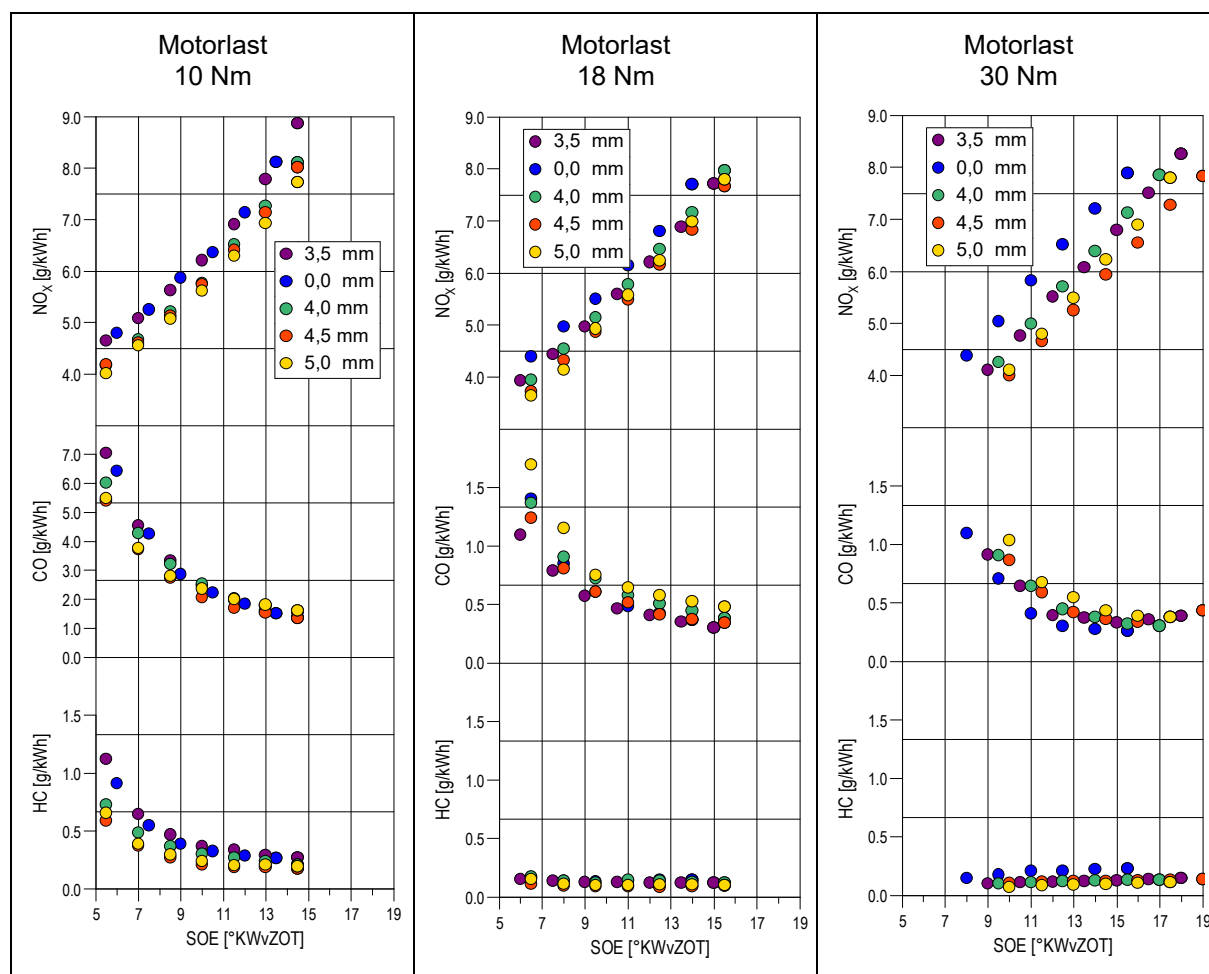 Motorlast
10 Nm
9.0
8.0
7.0
6.0
5.0
4.0
NOX [g/kWh]
3,5 mm
0,0 mm
4,0 mm
4,5 mm
5,0 mm
7.0
6.0
5.0
4.0
3.0
2.0
1.0
0.0
CO [g/kWh]
1.5
1.0
0.5
0.0
HC [g/kWh]
5 7 9 11 13 15 17 19
SOE [°KWvZOT]
Motorlast
18 Nm
9.0
8.0
7.0
6.0
5.0
4.0
NOX [g/kWh]
3,5 mm
0,0 mm
4,0 mm
4,5 mm
5,0 mm
1.5
1.0
0.5
0.0
CO [g/kWh]
1.5
1.0
0.5
0.0
HC [g/kWh]
5 7 9 11 13 15 17 19
SOE [°KWvZOT]
Motorlast
30 Nm
9.0
8.0
7.0
6.0
5.0
4.0
NOX [g/kWh]
3,5 mm
0,0 mm
4,0 mm
4,5 mm
5,0 mm
1.5
1.0
0.5
0.0
CO [g/kWh]
1.5
1.0
0.5
0.0
HC [g/kWh]
5 7 9 11 13 15 17 19
SOE [°KWvZOT]